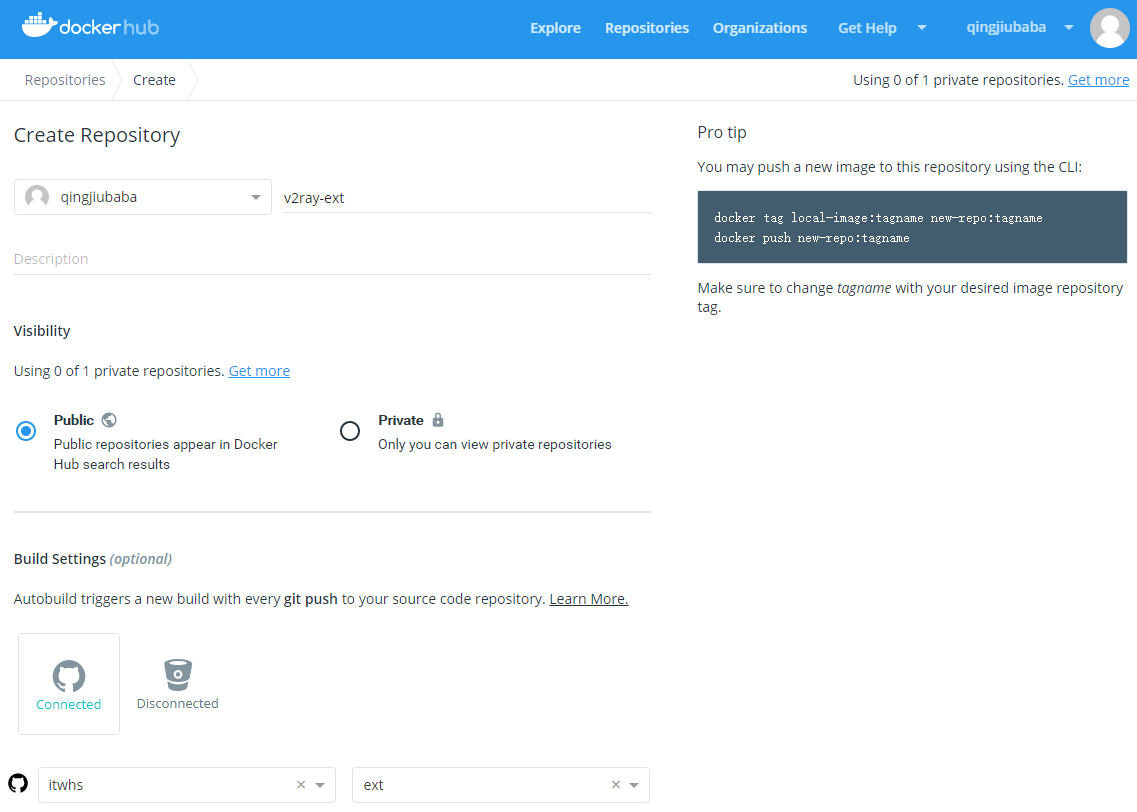 dockerhub Explore Repositories Organizations Get Help qingjiubaba
Repositories Create Using 0 of 1 private repositories. Get more
Create Repository
qingjiubaba v2ray-ext
Description
Visibility
Using 0 of 1 private repositories. Get more
Public
Public repositories appear in Docker
Hub search results
Private
Only you can view private repositories
Build Settings (optional)
Autobuild triggers a new build with every git push to your source code repository. Learn More.
Connected Disconnected
itwhs × ext ×
Pro tip
You may push a new image to this repository using the CLI:
docker tag local-image:tagname new-repo:tagname
docker push new-repo:tagname
Make sure to change tagname with your desired image repository
tag.